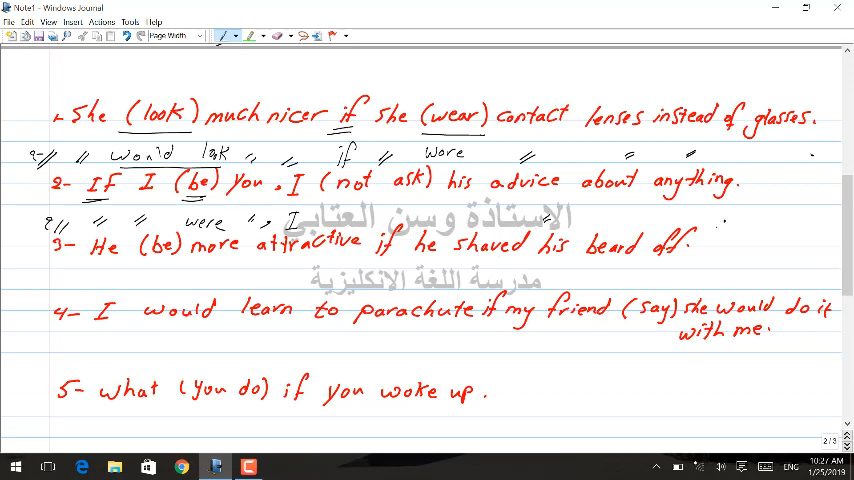 Note1 - Windows Journal
File Edit View Insert Actions Tools Help
Page Width
1- She (look) much nicer if she (wear) contact lenses instead of glasses.
would look if wore
2- IF I (be) you, I (not ask) his advice about anything.
were , I
الاستاذة وسن العتابي
3- He (be) more attractive if he shaved his beard off.
مدرسة اللغة الانكليزية
4- I would learn to parachute if my friend (say) she would do it
with me.
5- what (you do) if you woke up.
2/3
ENG
10:27 AM
1/25/2019